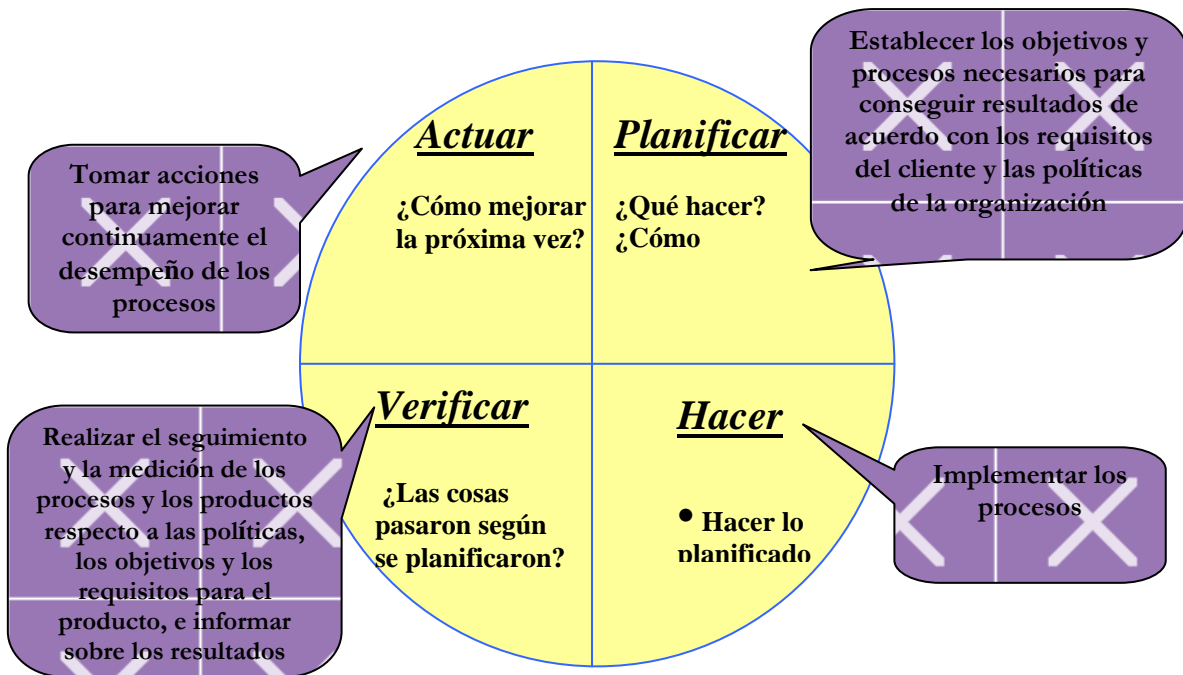 Establecer los objetivos y
procesos necesarios para
conseguir resultados de
acuerdo con los requisitos
del cliente y las políticas
de la organización
Actuar
¿Cómo mejorar
la próxima vez?
Planificar
¿Qué hacer?
¿Cómo
Tomar acciones
para mejorar
continuamente el
desempeño de los
procesos
Verificar
¿Las cosas
pasaron según
se planificaron?
Hacer
• Hacer lo
planificado
Realizar el seguimiento
y la medición de los
procesos y los productos
respecto a las políticas,
los objetivos y los
requisitos para el
producto, e informar
sobre los resultados
Implementar los
procesos